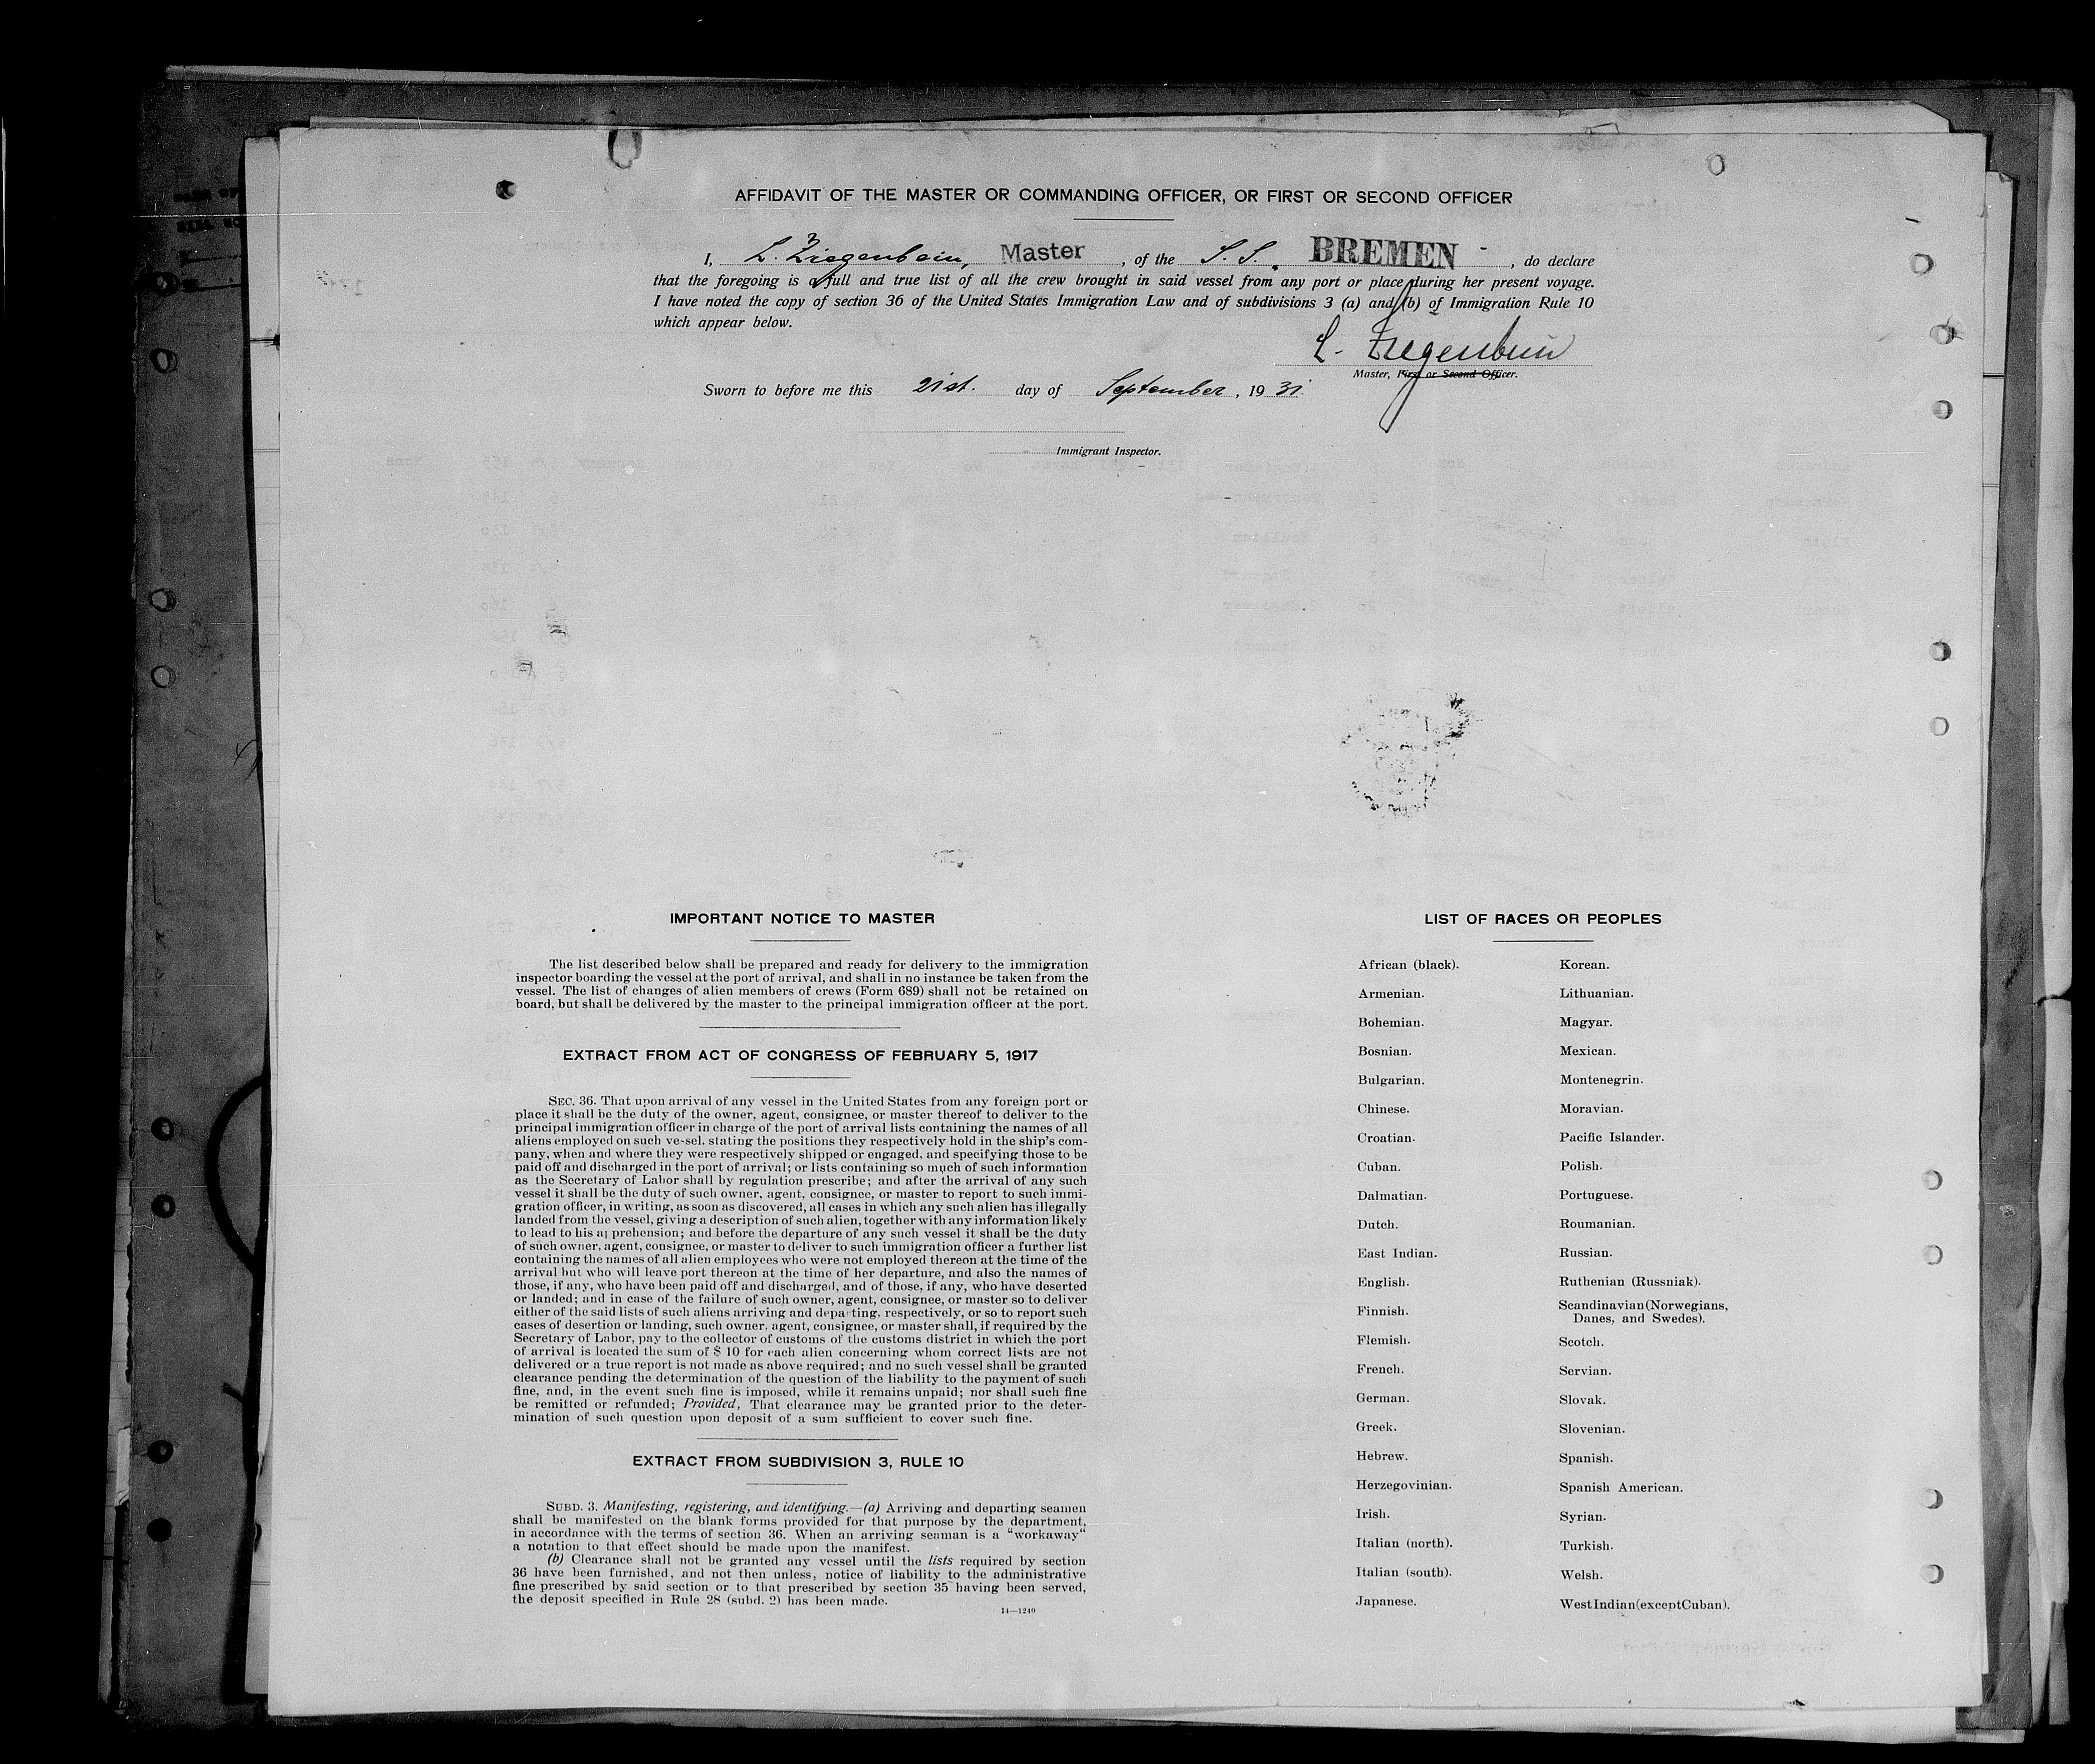 AFFIDAVIT OF THE MASTER OR COMMANDING OFFICER, OR FIRST OR SECOND OFFICER
I, L. Ziegenbein, Master, of the S. S. BREMEN, do declare
that the foregoing is a full and true list of all the crew brought in said vessel from any port or place during her present voyage.
I have noted the copy of section 36 of the United States Immigration Law and of subdivisions 3 (a) and (b) of Immigration Rule 10
which appear below.
L. Ziegenbein
Master, First or Second Officer.
Sworn to before me this 21st. day of September, 19 31.
Immigrant Inspector.
IMPORTANT NOTICE TO MASTER
The list described below shall be prepared and ready for delivery to the immigration
inspector boarding the vessel at the port of arrival, and shall in no instance be taken from the
vessel. The list of changes of alien members of crews (Form 689) shall not be retained on
board, but shall be delivered by the master to the principal immigration officer at the port.
EXTRACT FROM ACT OF CONGRESS OF FEBRUARY 5, 1917
SEC. 36. That upon arrival of any vessel in the United States from any foreign port or
place it shall be the duty of the owner, agent, consignee, or master thereof to deliver to the
principal immigration officer in charge of the port of arrival lists containing the names of all
aliens employed on such vessel, stating the positions they respectively hold in the ship's com-
pany, when and where they were respectively shipped or engaged, and specifying those to be
paid off and discharged in the port of arrival; or lists containing so much of such information
as the Secretary of Labor shall by regulation prescribe; and after the arrival of any such
vessel it shall be the duty of such owner, agent, consignee, or master to report to such immi-
gration officer, in writing, as soon as discovered, all cases in which any such alien has illegally
landed from the vessel, giving a description of such alien, together with any information likely
to lead to his apprehension; and before the departure of any such vessel it shall be the duty
of such owner, agent, consignee, or master to deliver to such immigration officer a further list
containing the names of all alien employees who were not employed thereon at the time of the
arrival but who will leave port thereon at the time of her departure, and also the names of
those, if any, who have been paid off and discharged, and of those, if any, who have deserted
or landed; and in case of the failure of such owner, agent, consignee, or master so to deliver
either of the said lists of such aliens arriving and departing, respectively, or so to report such
cases of desertion or landing, such owner, agent, consignee, or master shall, if required by the
Secretary of Labor, pay to the collector of customs of the customs district in which the port
of arrival is located the sum of $ 10 for each alien concerning whom correct lists are not
delivered or a true report is not made as above required; and no such vessel shall be granted
clearance pending the determination of the question of the liability to the payment of such
fine, and, in the event such fine is imposed, while it remains unpaid; nor shall such fine
be remitted or refunded; Provided, That clearance may be granted prior to the deter-
mination of such question upon deposit of a sum sufficient to cover such fine.
EXTRACT FROM SUBDIVISION 3, RULE 10
SUBD. 3. Manifesting, registering, and identifying.—(a) Arriving and departing seamen
shall be manifested on the blank forms provided for that purpose by the department,
in accordance with the terms of section 36. When an arriving seaman is a "workaway"
a notation to that effect should be made upon the manifest.
(b) Clearance shall not be granted any vessel until the lists required by section
36 have been furnished, and not then unless, notice of liability to the administrative
fine prescribed by said section or to that prescribed by section 35 having been served,
the deposit specified in Rule 28 (subd. 2) has been made.
14—1240
LIST OF RACES OR PEOPLES
African (black).
Armenian.
Bohemian.
Bosnian.
Bulgarian.
Chinese.
Croatian.
Cuban.
Dalmatian.
Dutch.
East Indian.
English.
Finnish.
Flemish.
French.
German.
Greek.
Hebrew.
Herzegovinian.
Irish.
Italian (north).
Italian (south).
Japanese.
Korean.
Lithuanian.
Magyar.
Mexican.
Montenegrin.
Moravian.
Pacific Islander.
Polish.
Portuguese.
Roumanian.
Russian.
Ruthenian (Russniak).
Scandinavian (Norwegians,
Danes, and Swedes).
Scotch.
Servian.
Slovak.
Slovenian.
Spanish.
Spanish American.
Syrian.
Turkish.
Welsh.
West Indian (except Cuban).